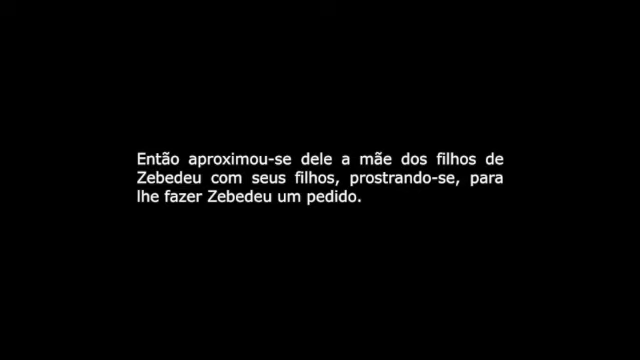 Então aproximou-se dele a mãe dos filhos de
Zebedeu com seus filhos, prostrando-se, para
lhe fazer Zebedeu um pedido.